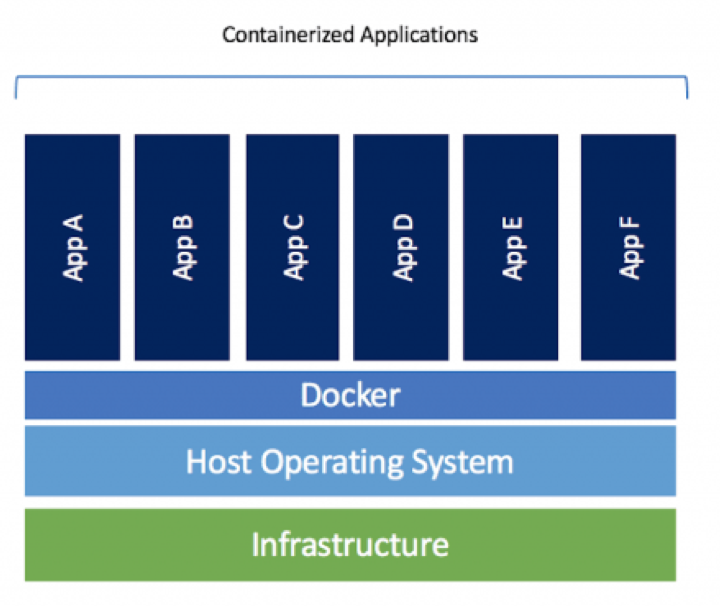 Containerized Applications
App A
App B
App C
App D
App E
App F
Docker
Host Operating System
Infrastructure